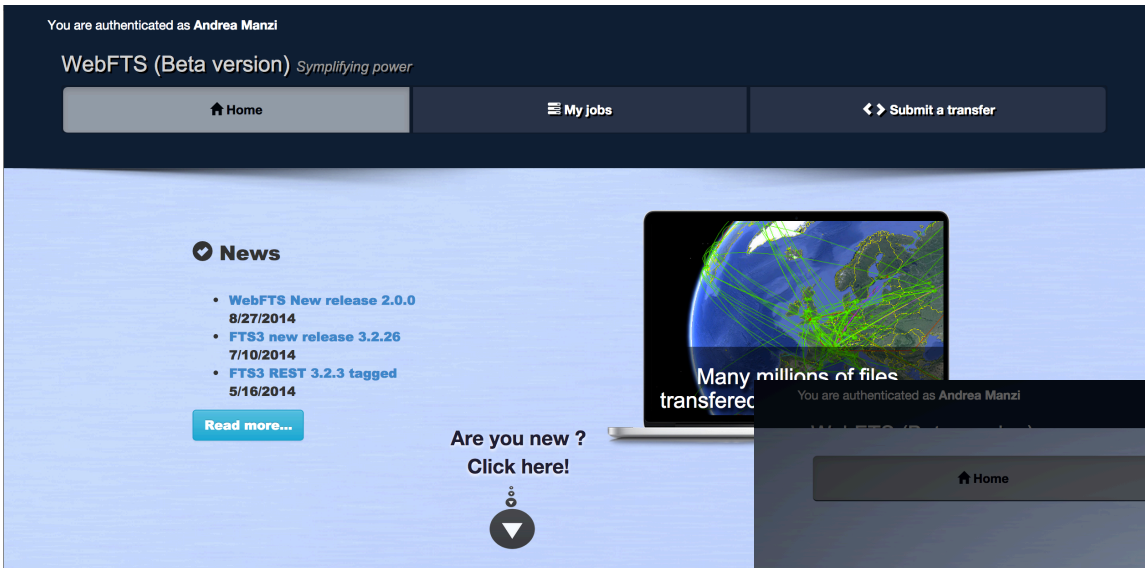 You are authenticated as Andrea Manzi
WebFTS (Beta version) Symplifying power
Home
My jobs
Submit a transfer
News
WebFTS New release 2.0.0
8/27/2014
FTS3 new release 3.2.26
7/10/2014
FTS3 REST 3.2.3 tagged
5/16/2014
Read more...
Are you new ?
Click here!
Many millions of files
transfered
You are authenticated as Andrea Manzi
Home